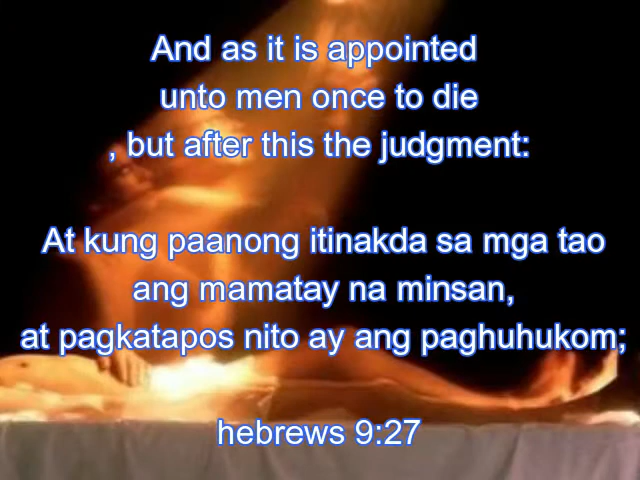 And as it is appointed
unto men once to die
, but after this the judgment:
At kung paanong itinakda sa mga tao
ang mamatay na minsan,
at pagkatapos nito ay ang paghuhukom;
hebrews 9:27